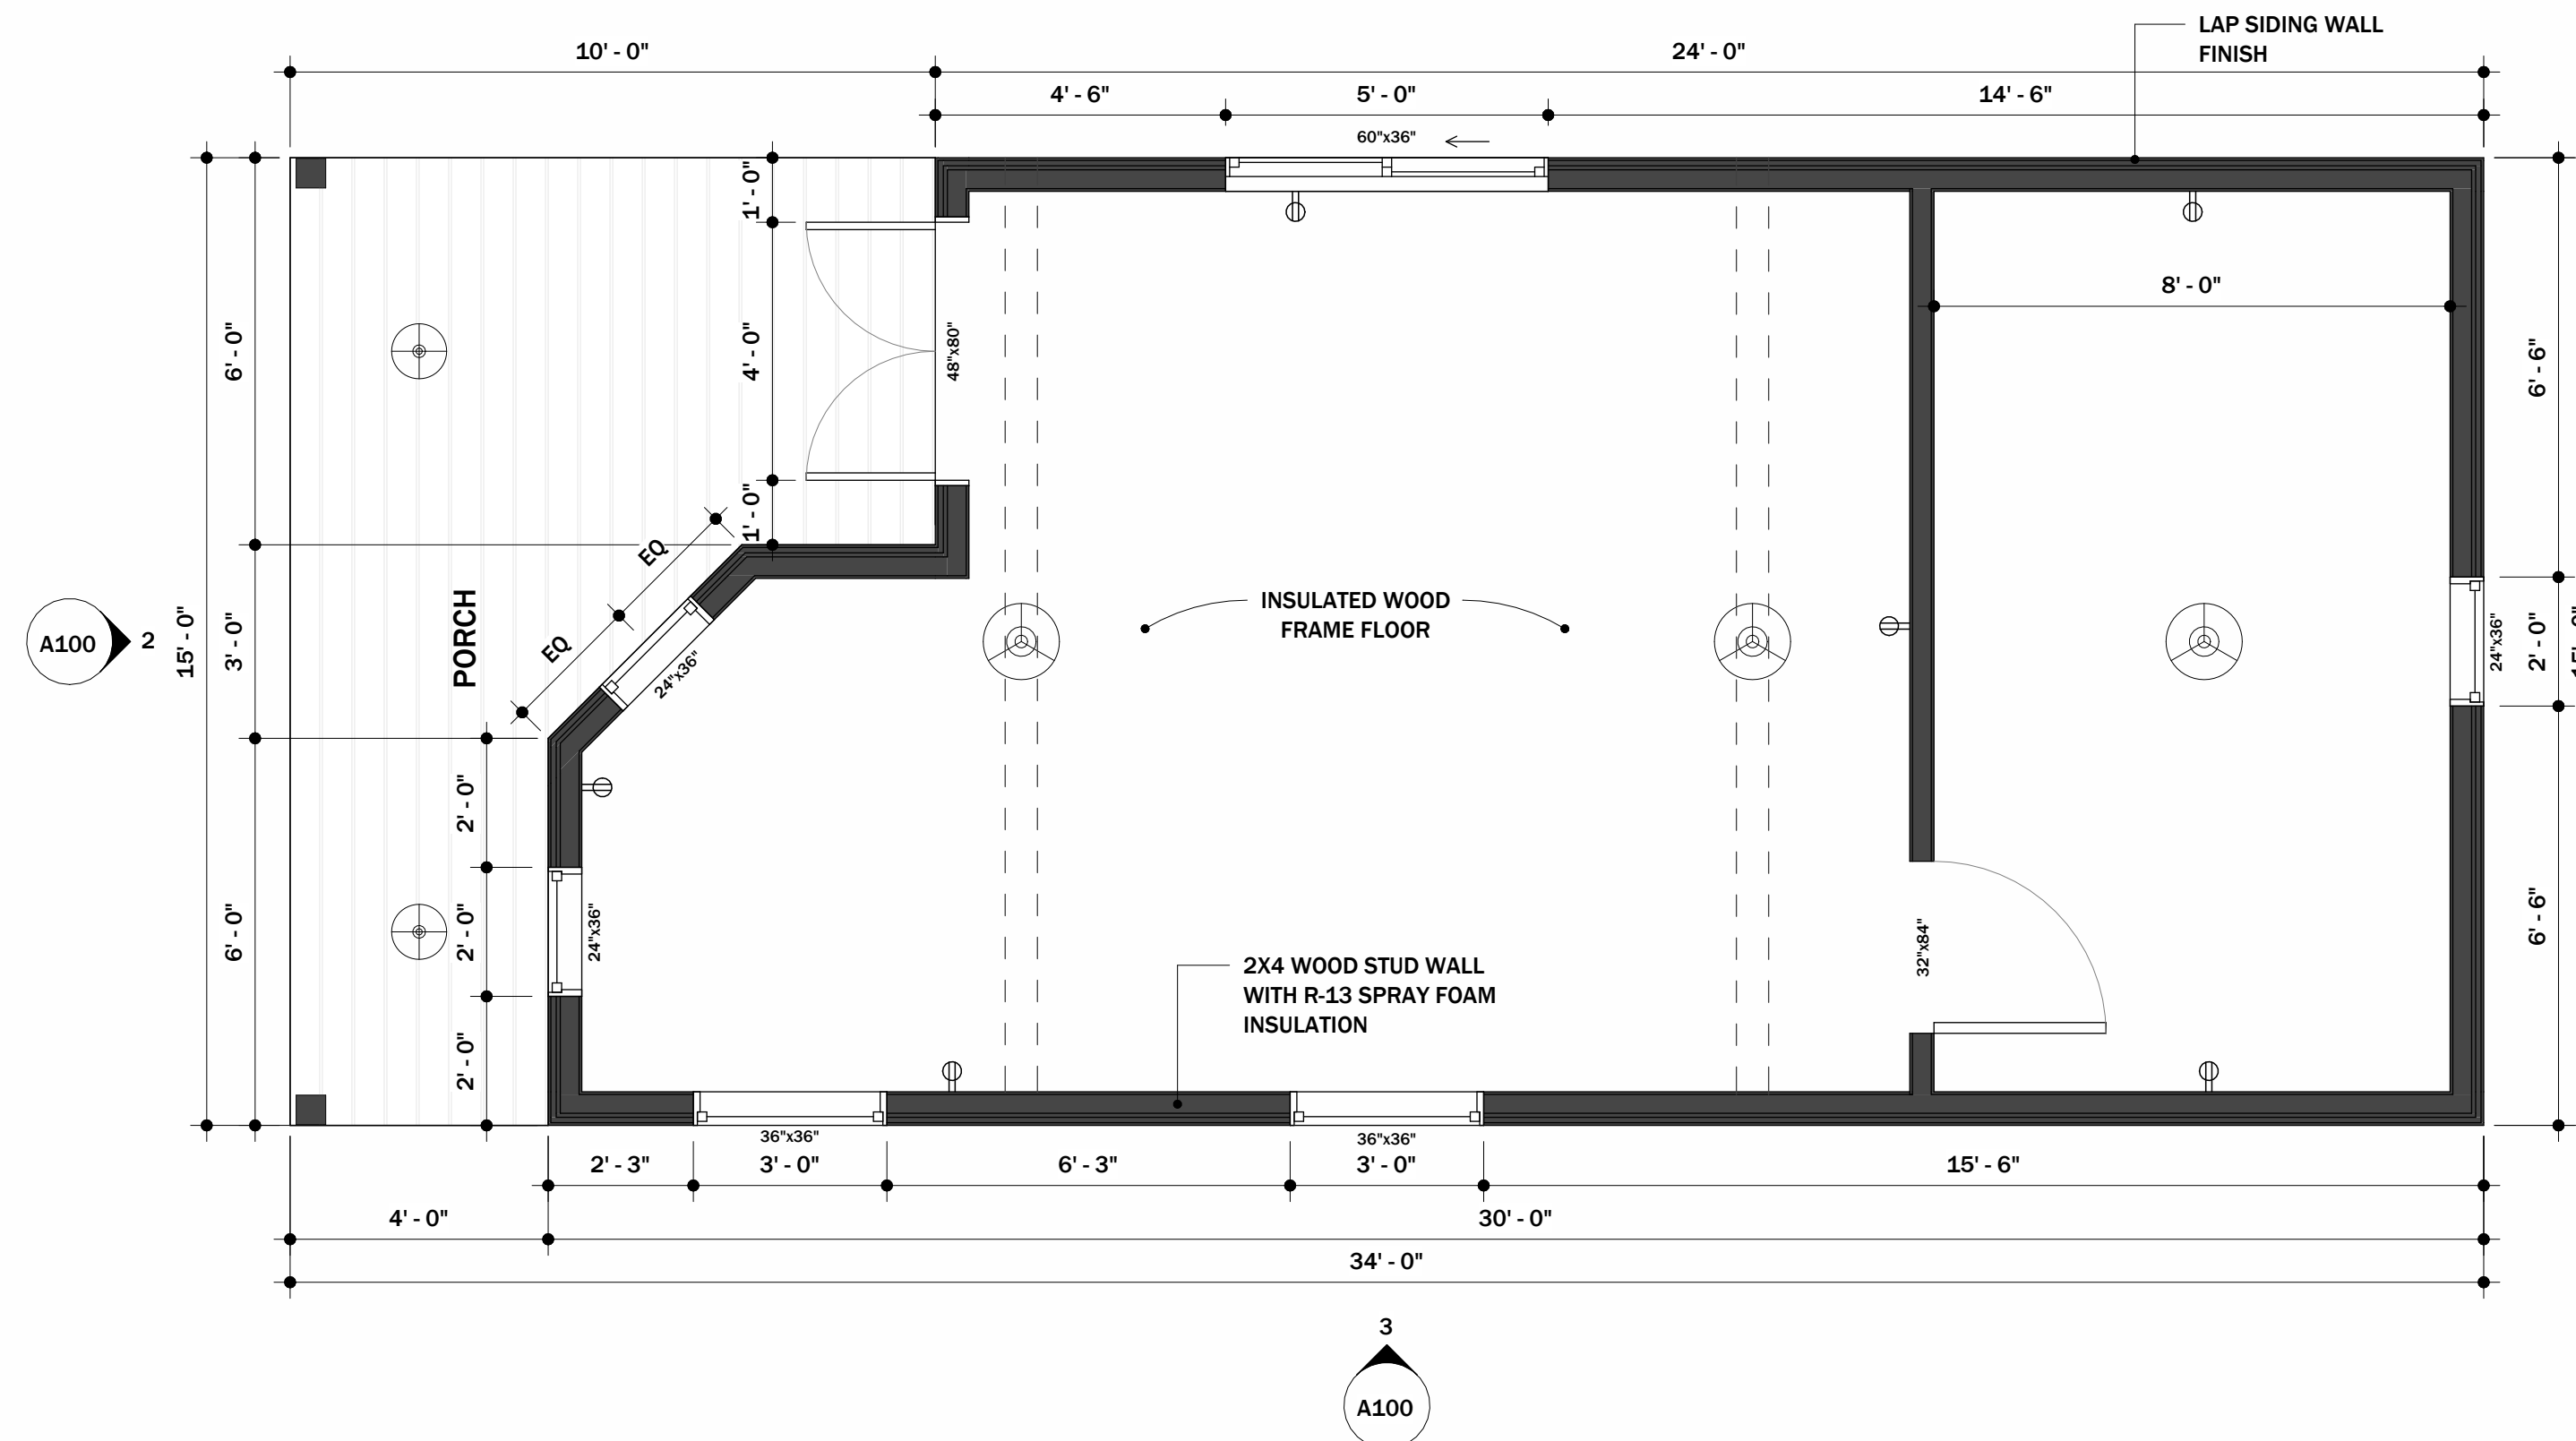 LAP SIDING WALL
FINISH
10' - 0"
24' - 0"
4' - 6"
5' - 0"
14' - 6"
60"x36"
1' - 0"
4' - 0"
1' - 0"
48"x80"
8' - 0"
6' - 0"
3' - 0"
6' - 0"
15' - 0"
6' - 6"
2' - 0"
6' - 6"
24"x36"
EQ
EQ
24"x36"
PORCH
A100
2
INSULATED WOOD
FRAME FLOOR
2' - 0"
2' - 0"
2' - 0"
24"x36"
2X4 WOOD STUD WALL
WITH R-13 SPRAY FOAM
INSULATION
32"x84"
36"x36"
36"x36"
2' - 3"
3' - 0"
6' - 3"
3' - 0"
15' - 6"
4' - 0"
30' - 0"
34' - 0"
3
A100